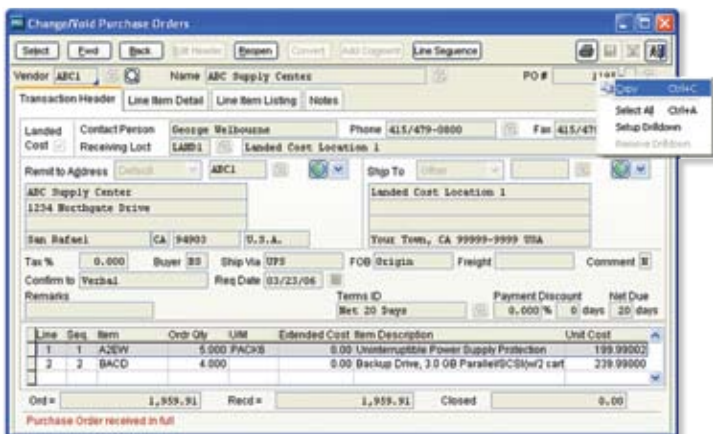 Change/Void Purchase Orders
Select Fwd Back Edit Header Reopen Convert Add Dragnet Line Sequence
Vendor ABC1 Name ABC Supply Center PO #
Copy Ctrl+C
Select All Ctrl+A
Setup Drilldown
Remove Drilldown
Transaction Header Line Item Detail Line Item Listing Notes
Landed Cost Contact Person George Welbourne Phone 415/479-0800 Fax 415/47
Receiving Loct LAND1 Landed Cost Location 1
Remit to Address Default ABC1 Ship To Other
ABC Supply Center Landed Cost Location 1
1234 Northgate Drive
San Rafael CA 94903 U.S.A. Your Town, CA 99999-9999 USA
Tax % 0.000 Buyer BS Ship Via UPS FOB Origin Freight Comment N
Confirm to Verbal Req Date 03/23/06
Remarks Terms ID Payment Discount Net Due
Net 20 Days 0.000 % 0 days 20 days
Line Seq Item Ordr Qty U/M Extended Cost Item Description Unit Cost
1 1 A2EW 5.000 PACK6 0.00 Uninterruptible Power Supply Protection 199.99002
2 2 BACD 4.000 0.00 Backup Drive, 3.0 GB Parallel/SCSI(w/2 cart 239.98000
Ord = 1,959.91 Recd = 1,959.91 Closed 0.00
Purchase Order received in full